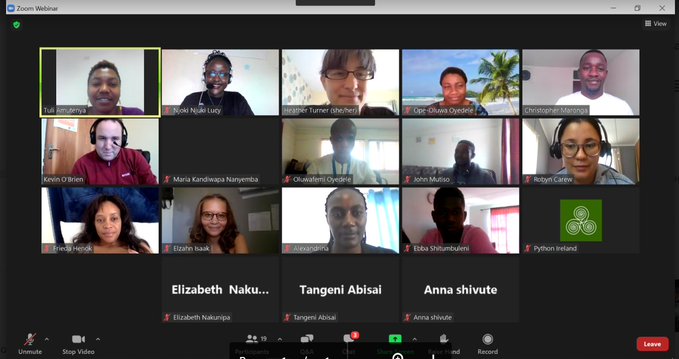 Zoom Webinar
View
Tuli Amutenya
Njoki Njuki Lucy
Heather Turner (she/her)
Ope-Oluwa Oyedele
Christopher Maronga
Kevin O'Brien
Maria Kandiwapa Nanyemba
Oluwafemi Oyedele
John Mutiso
Robyn Carew
Frieda Henok
Elzahn Isaak
Alexandrina
Ebba Shitumbuleni
Python Ireland
Elizabeth Naku...
Tangeni Abisai
Anna shivute
Elizabeth Nakunipa
Tangeni Abisai
Anna shivute
19
3
Unmute
Stop Video
Q&A
Chat
Hand
Record
Leave